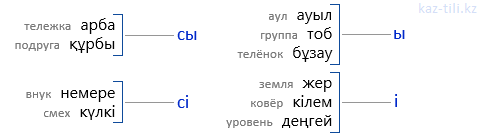 kaz-tili.kz
тележка арба
подруга құрбы
сы
аул ауыл
группа тоб
телёнок бұзау
ы
внук немере
смех күлкі
сі
земля жер
ковёр кілем
уровень деңгей
і